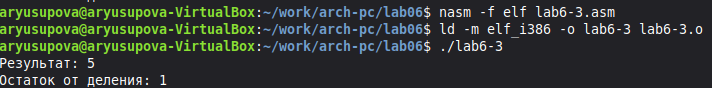 aryusupova@aryusupova-VirtualBox:~/work/arch-pc/lab06$ nasm -f elf lab6-3.asm
aryusupova@aryusupova-VirtualBox:~/work/arch-pc/lab06$ ld -m elf_i386 -o lab6-3 lab6-3.o
aryusupova@aryusupova-VirtualBox:~/work/arch-pc/lab06$ ./lab6-3
Результат: 5
Остаток от деления: 1